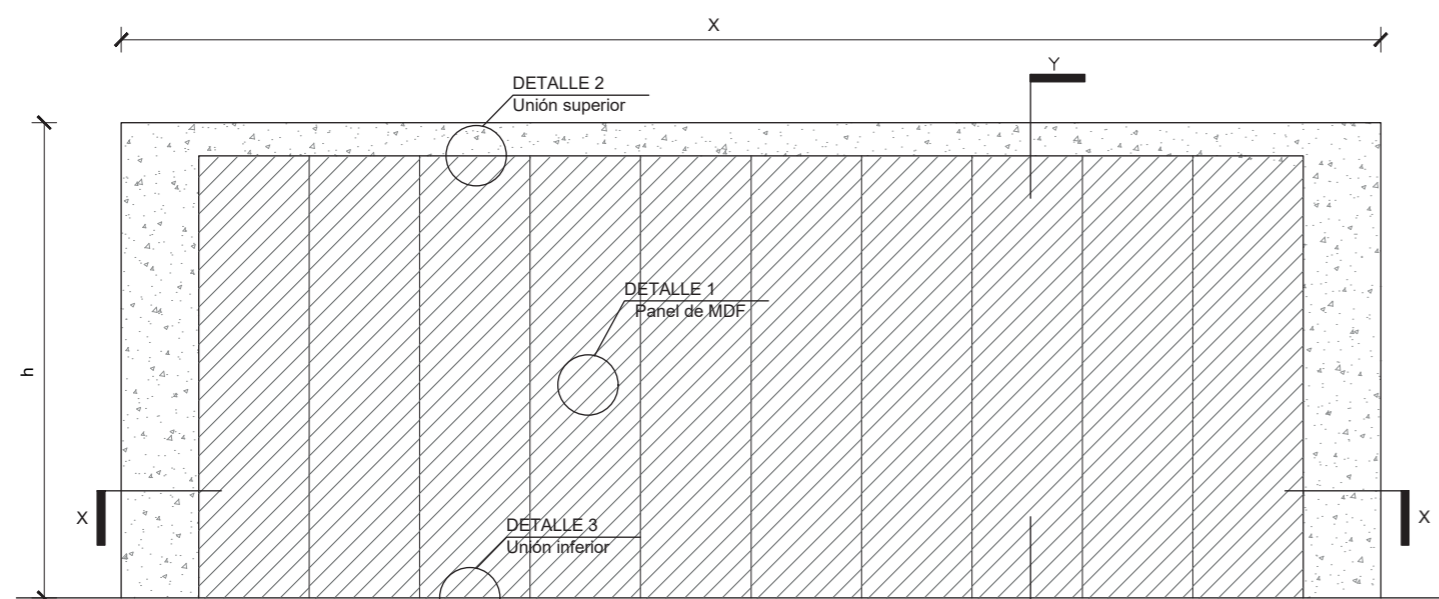 X
Y
DETALLE 2
Unión superior
DETALLE 1
Panel de MDF
h
X
X
DETALLE 3
Unión inferior